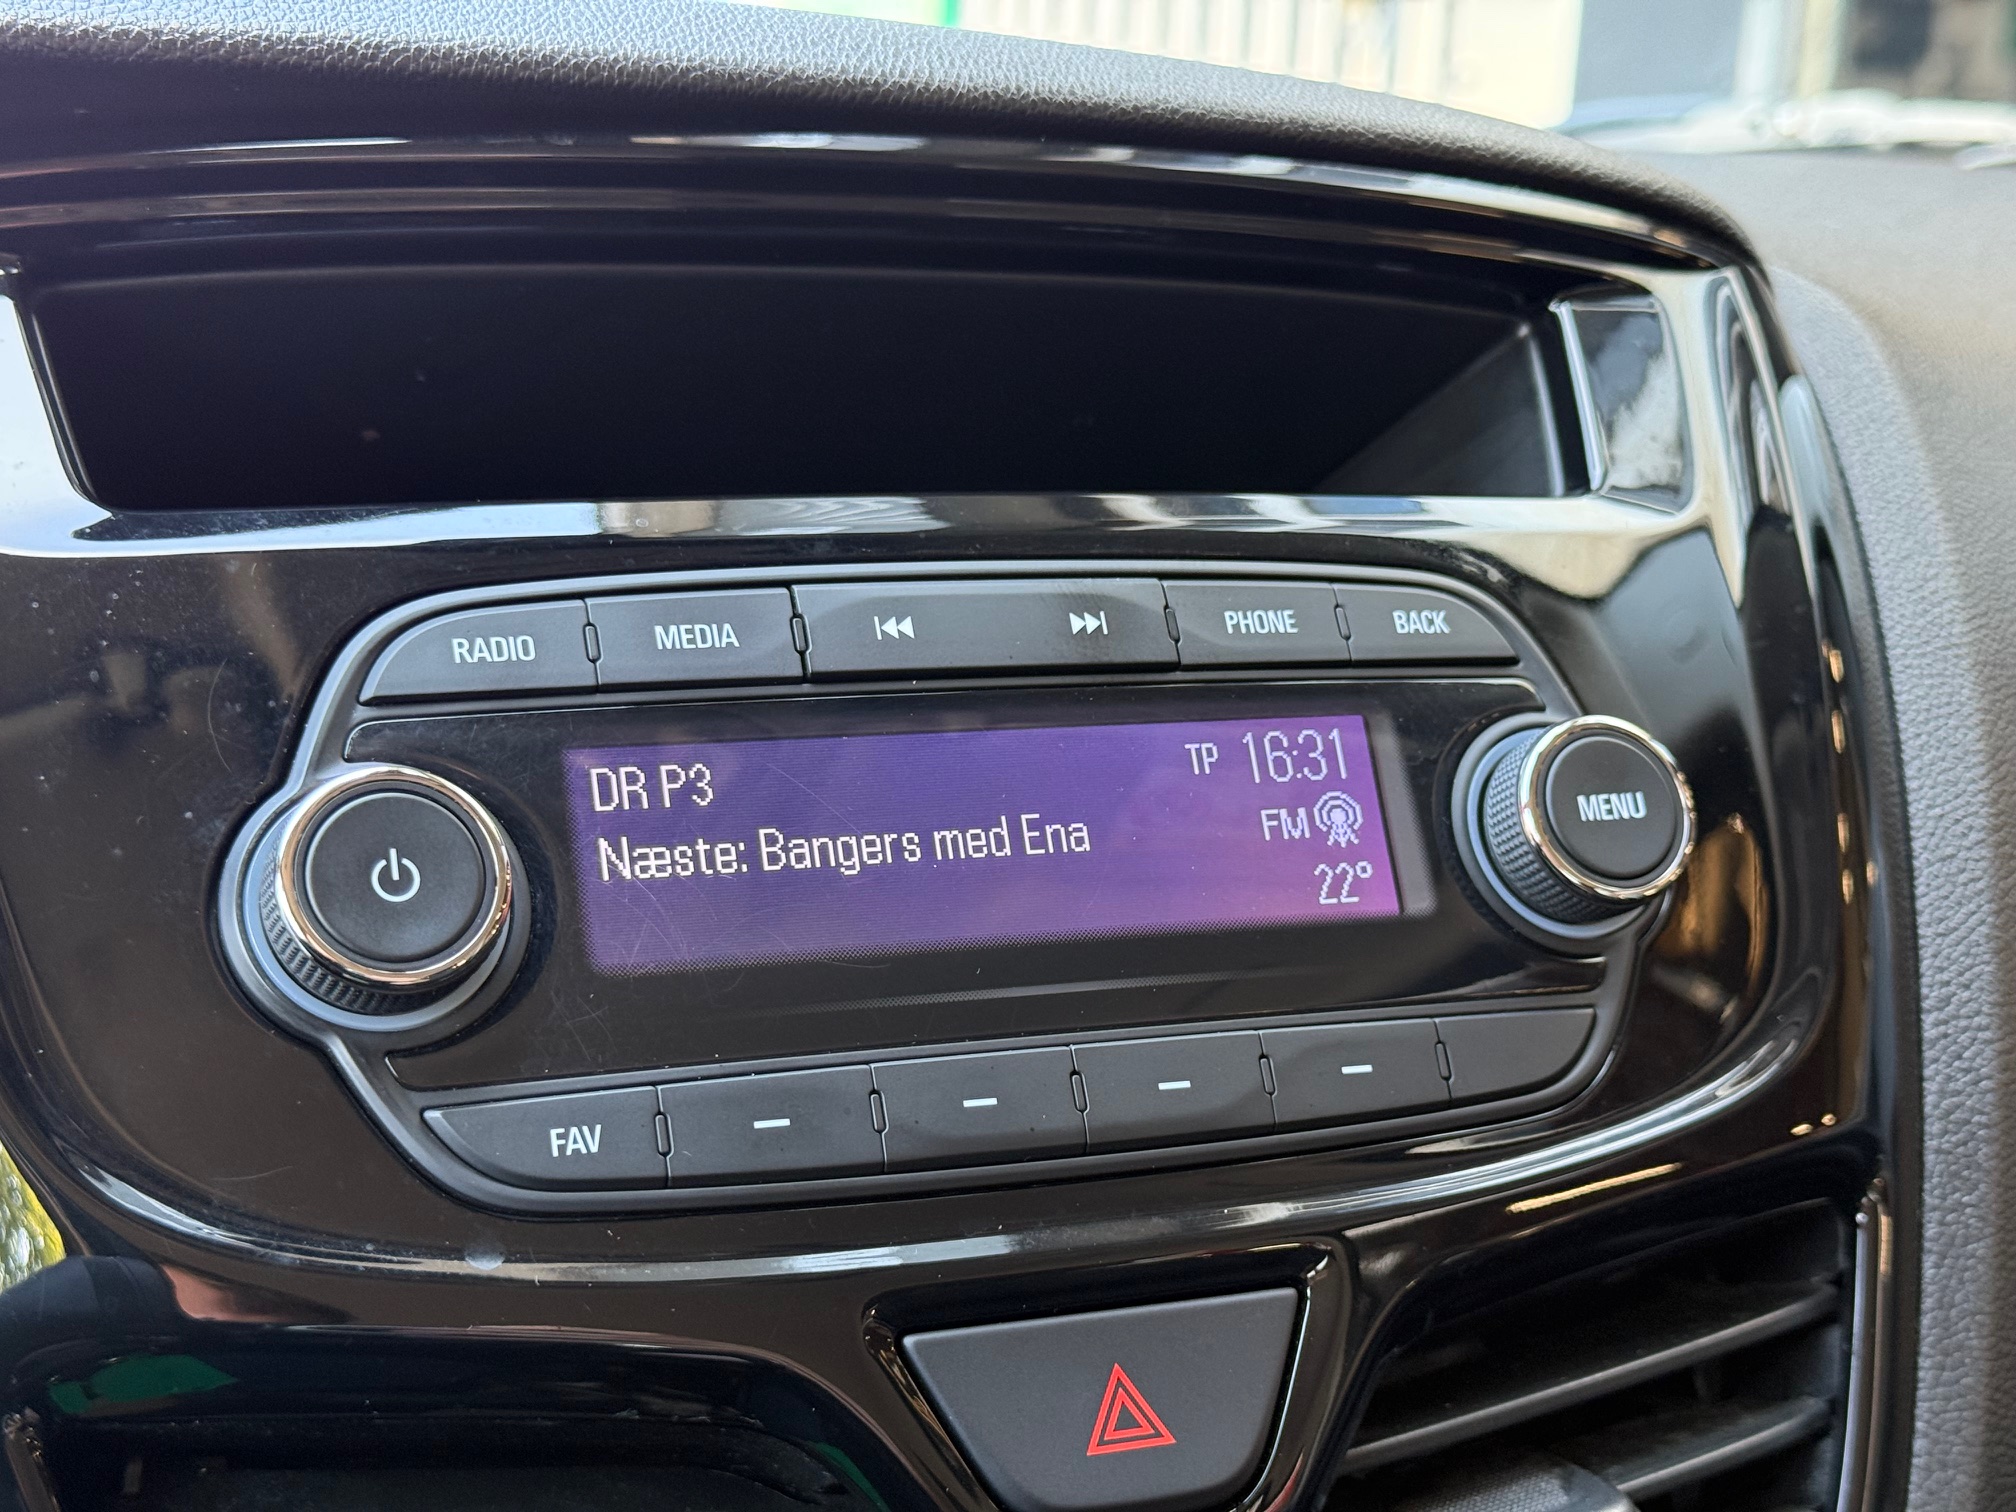 RADIO MEDIA PHONE BACK
DR P3 TP 16:31
Næste: Bangers med Ena FM
22°
MENU
FAV